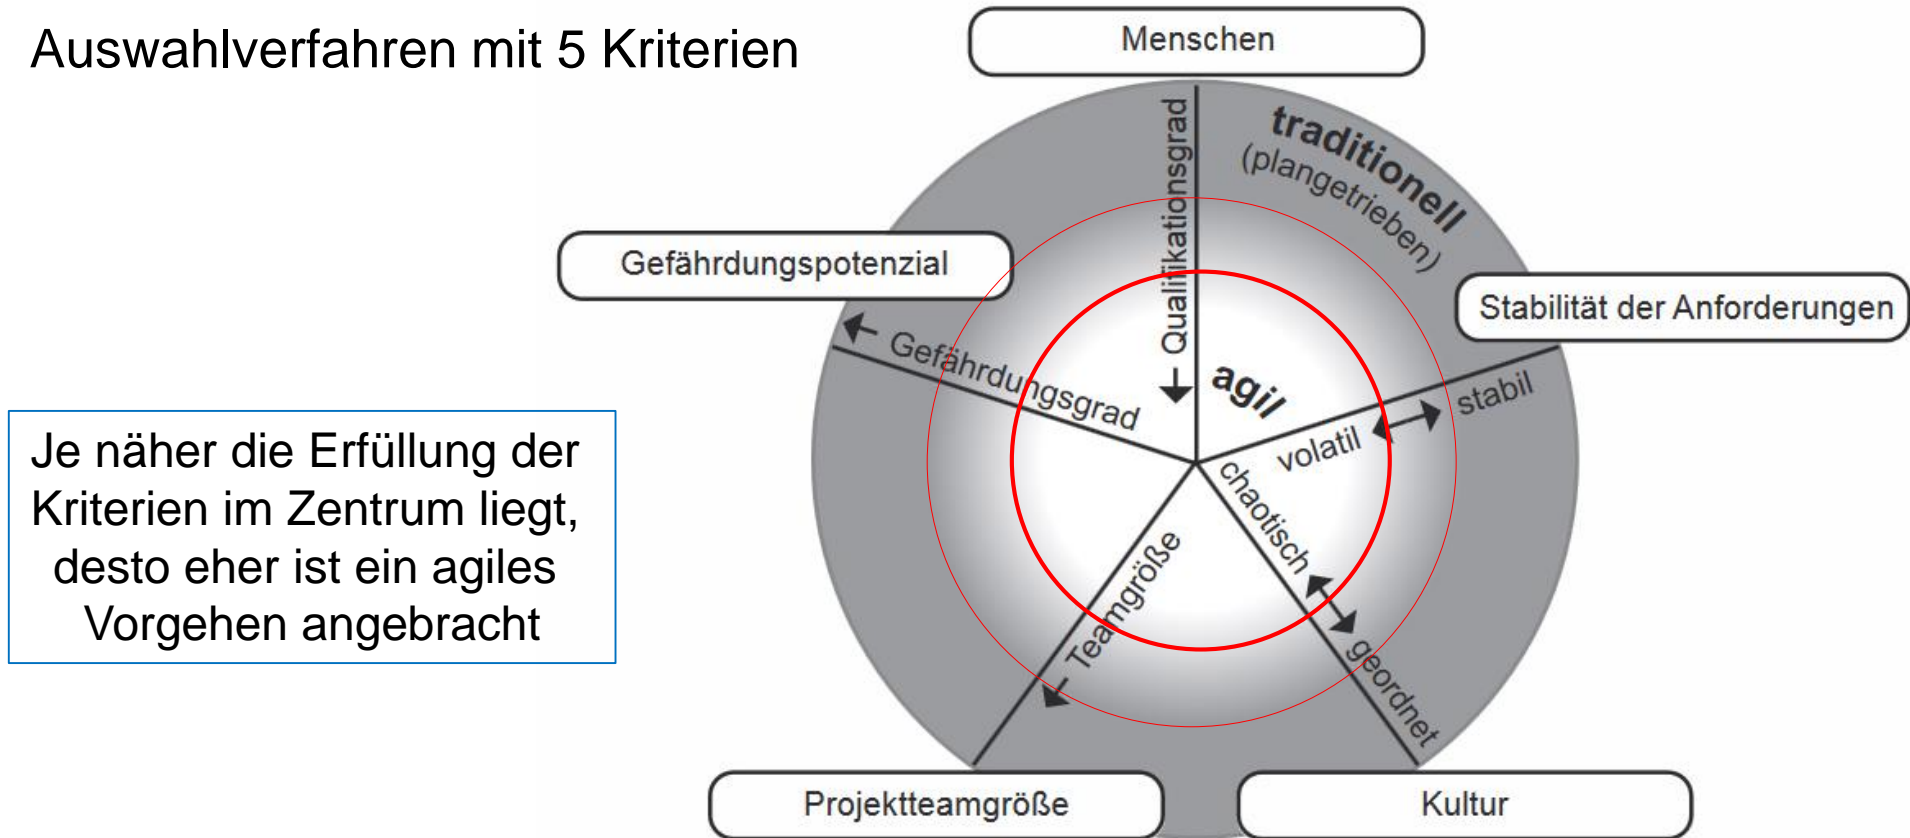 Auswahlverfahren mit 5 Kriterien
Menschen
Qualifikationsgrad
traditionell
(plangetrieben)
Gefährdungspotenzial
Stabilität der Anforderungen
Gefährdungsgrad
agil
volatil
stabil
chaotisch
geordnet
Teamgröße
Je näher die Erfüllung der
Kriterien im Zentrum liegt,
desto eher ist ein agiles
Vorgehen angebracht
Projektteamgröße
Kultur